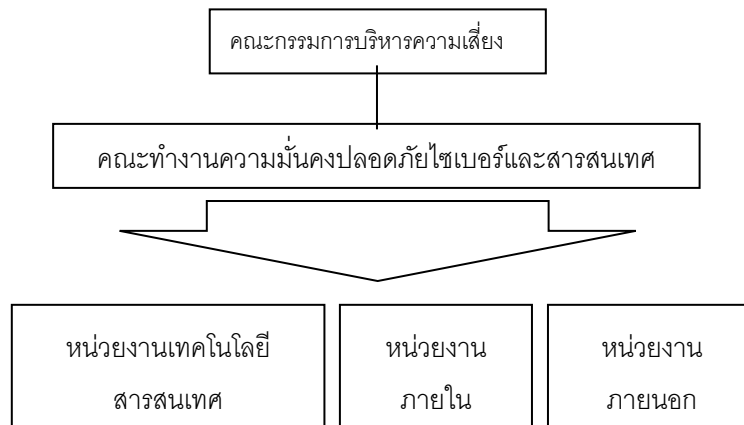 คณะกรรมการบริหารความเสี่ยง
คณะทำงานความมั่นคงปลอดภัยไซเบอร์และสารสนเทศ
หน่วยงานเทคโนโลยี
สารสนเทศ
หน่วยงาน
ภายใน
หน่วยงาน
ภายนอก